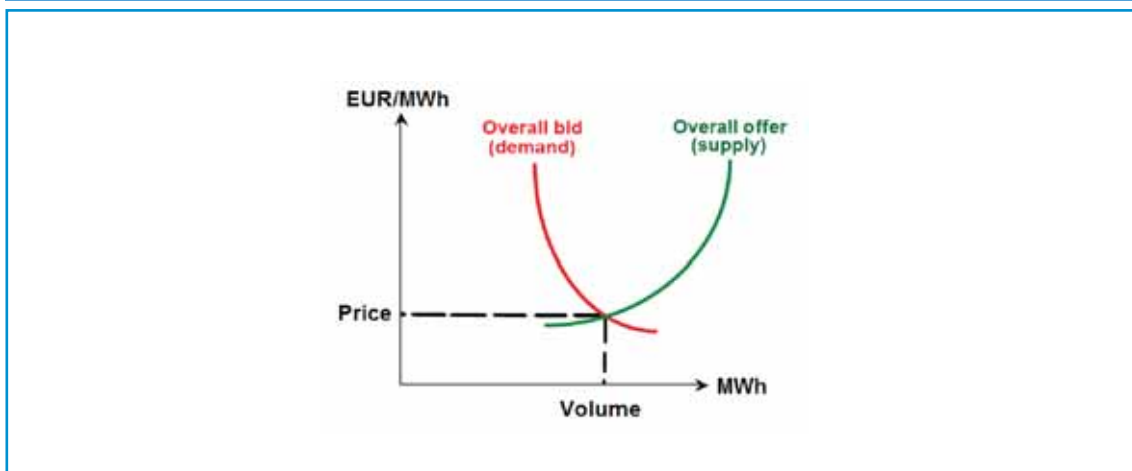 EUR/MWh
Overall bid
(demand)
Overall offer
(supply)
Price
MWh
Volume